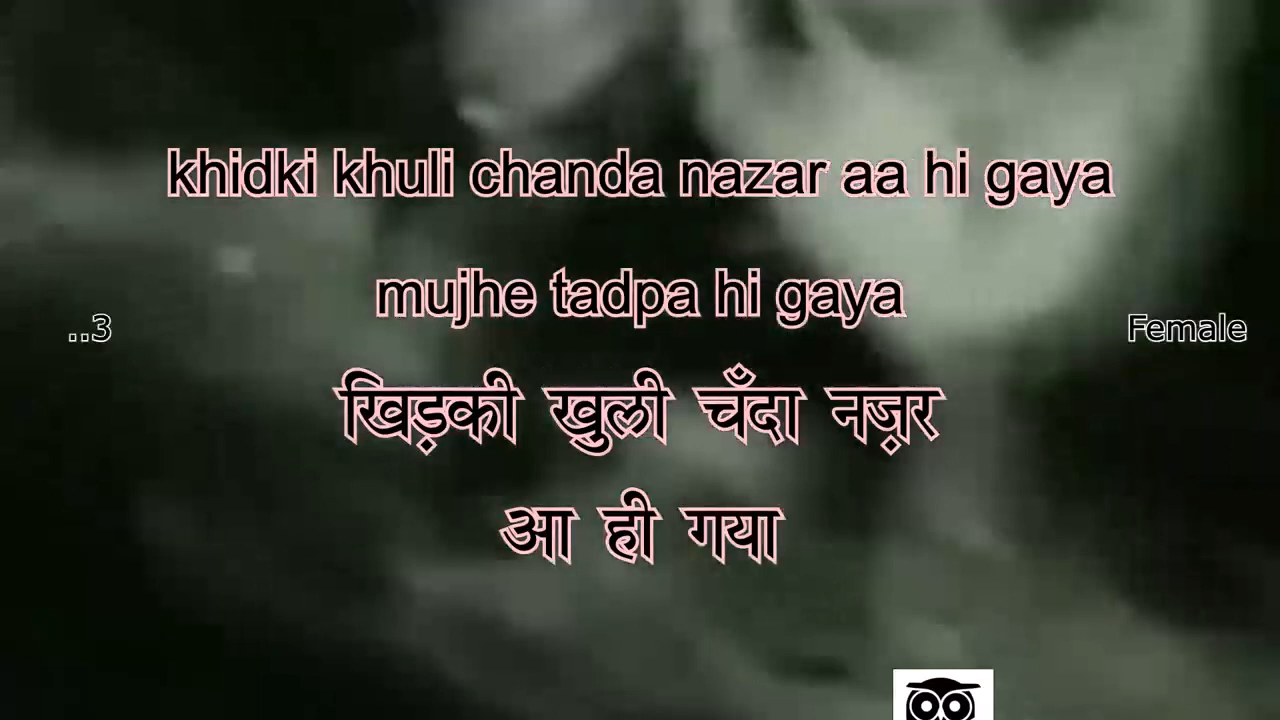 khidki khuli chanda nazar aa hi gaya
mujhe tadpa hi gaya
..3
Female
खिड़की खुली चँदा नज़र
आ ही गया